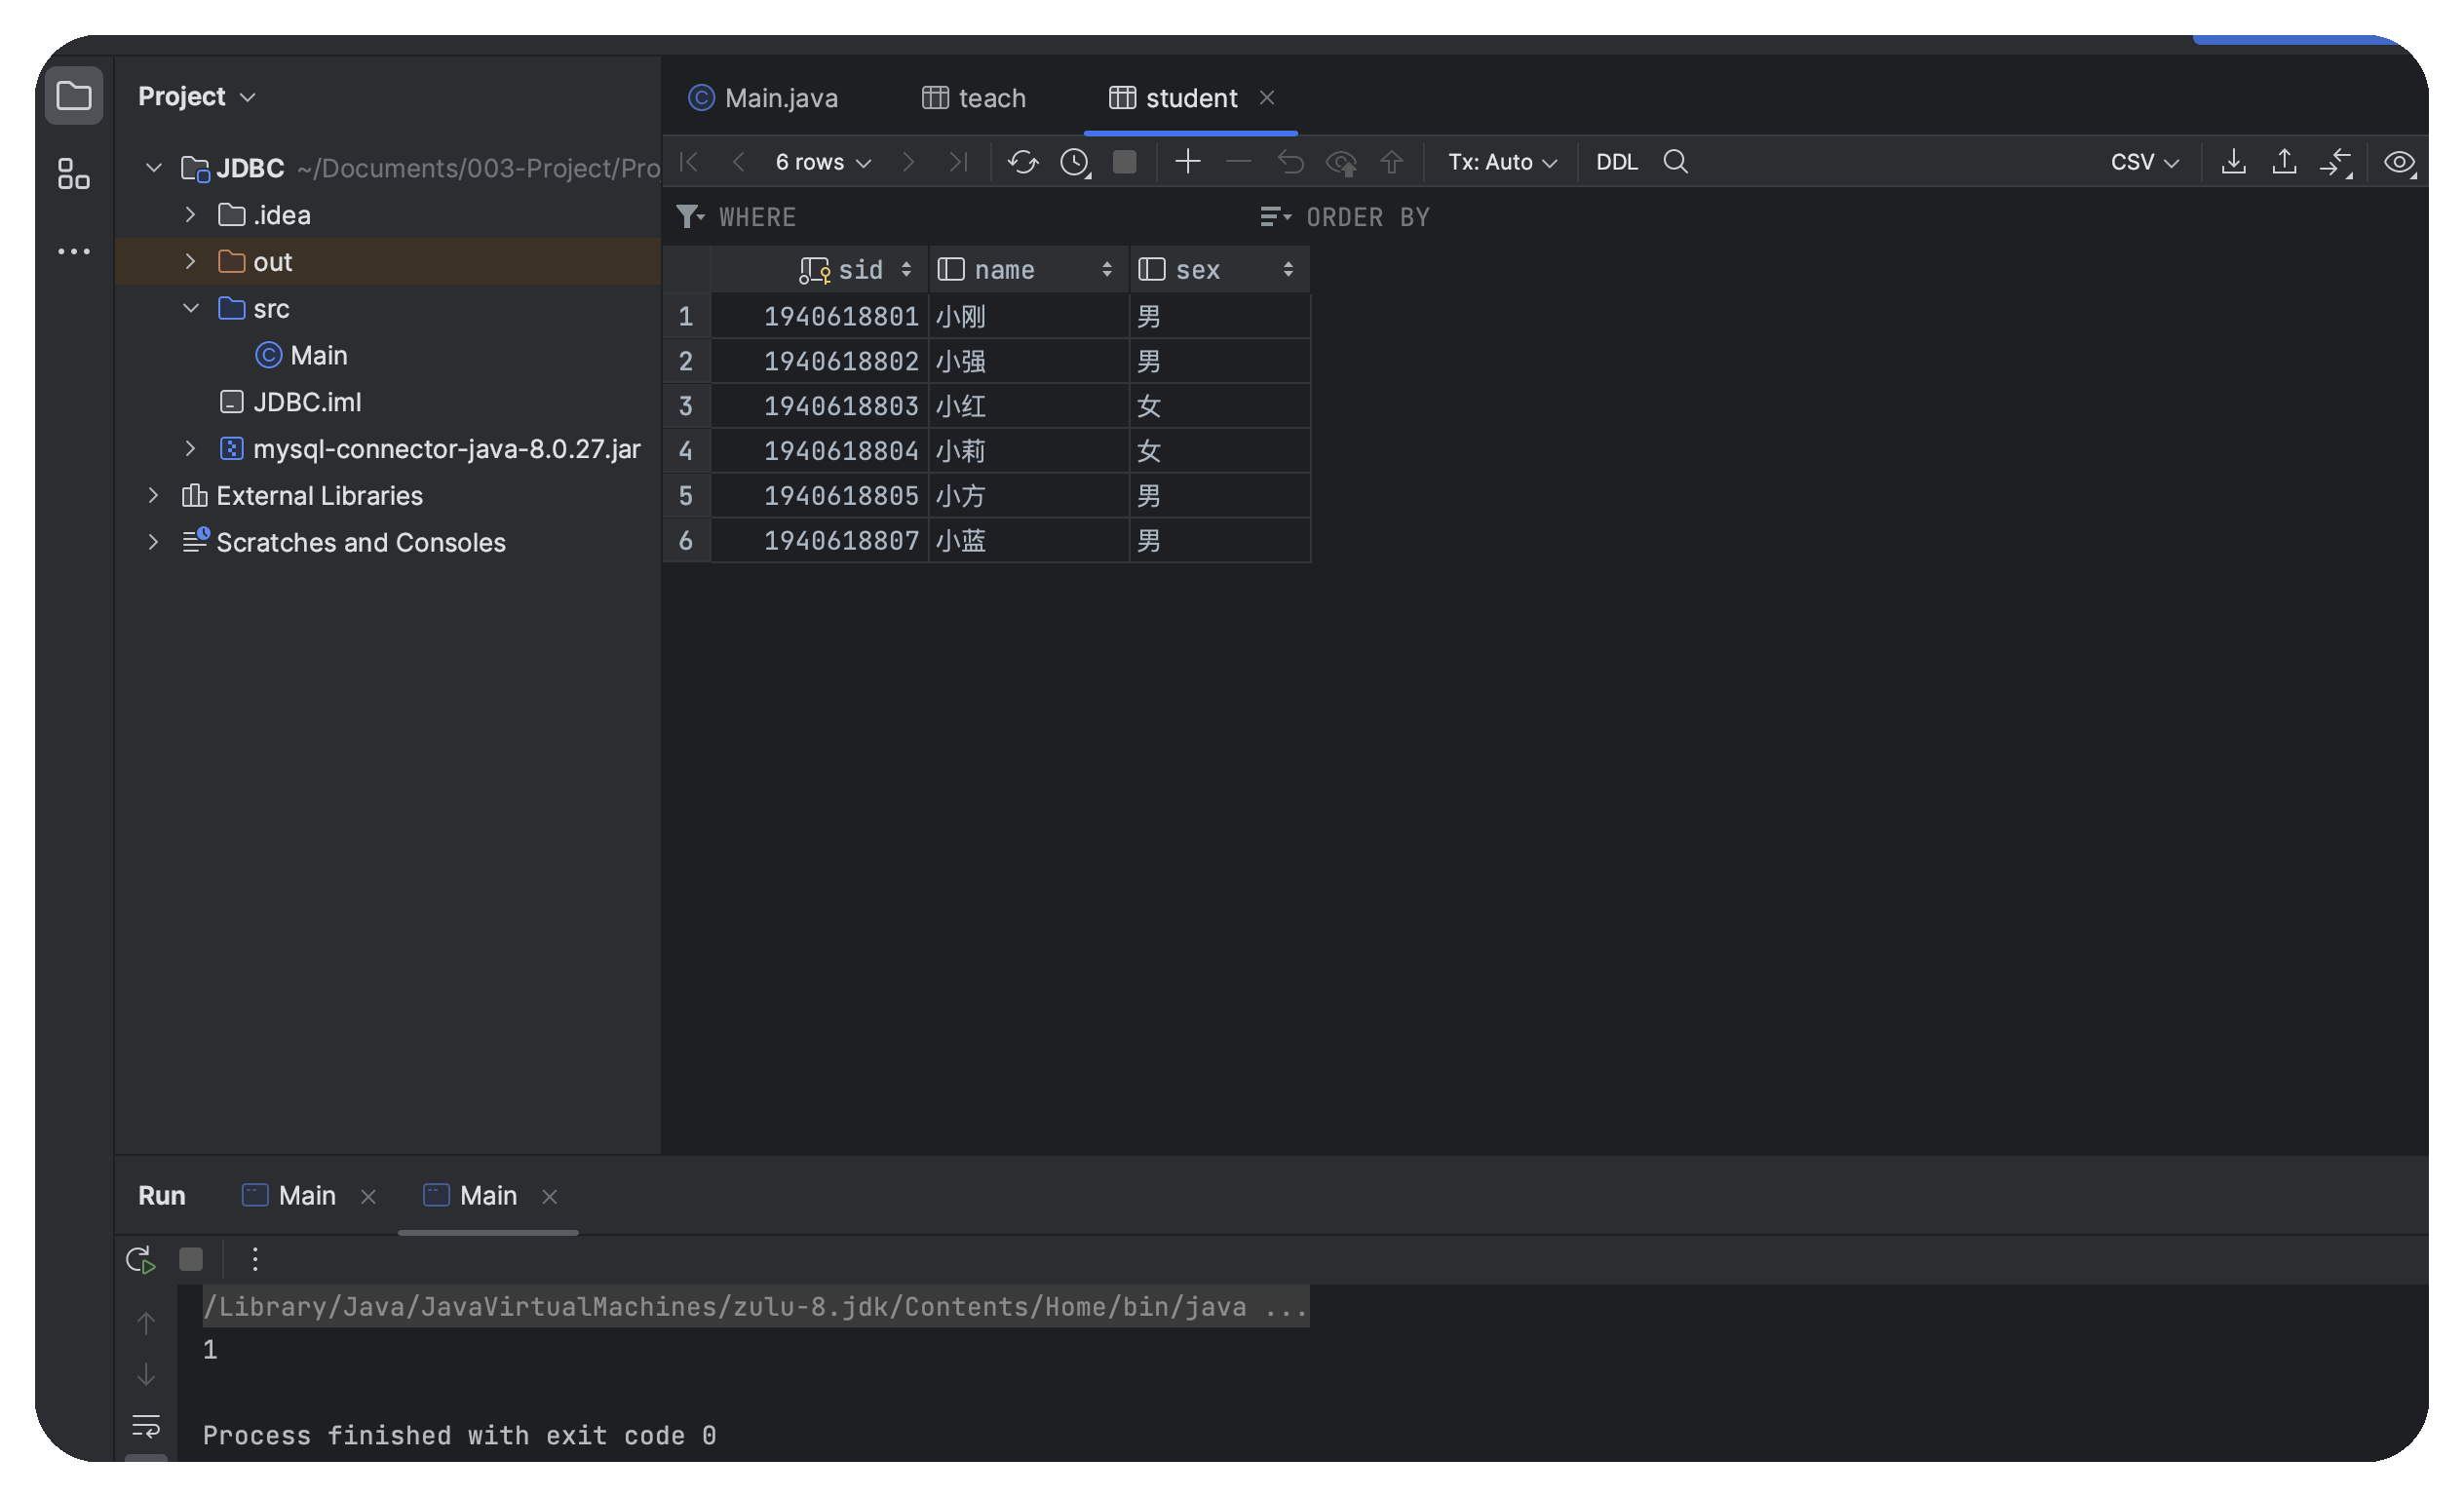 Project
JDBC ~/Documents/003-Project/Pro
.idea
out
src
Main
JDBC.iml
mysql-connector-java-8.0.27.jar
External Libraries
Scratches and Consoles
Main.java teach student
6 rows Tx: Auto DDL CSV
WHERE ORDER BY
sid name sex
1 1940618801 小刚 男
2 1940618802 小强 男
3 1940618803 小红 女
4 1940618804 小莉 女
5 1940618805 小方 男
6 1940618807 小蓝 男
Run Main Main
/Library/Java/JavaVirtualMachines/zulu-8.jdk/Contents/Home/bin/java ...
1
Process finished with exit code 0